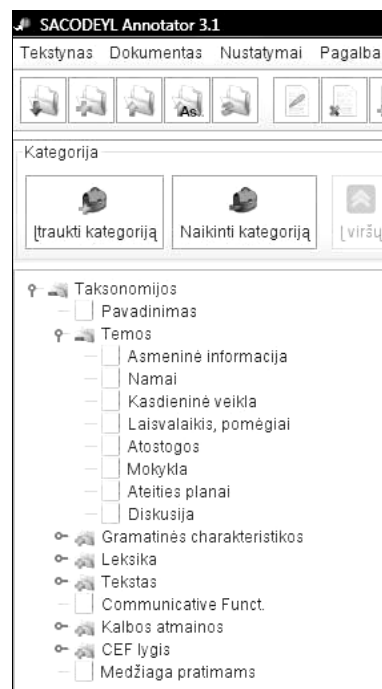 SACODEYL Annotator 3.1
Tekstynas Dokumentas Nustatymai Pagalba
As..
Kategorija
Įtraukti kategoriją Naikinti kategoriją Į viršų
Taksonomijos
Pavadinimas
Temos
Asmeninė informacija
Namai
Kasdieninė veikla
Laisvalaikis, pomėgiai
Atostogos
Mokykla
Ateities planai
Diskusija
Gramatinės charakteristikos
Leksika
Tekstas
Communicative Funct.
Kalbos atmainos
CEF lygis
Medžiaga pratimams